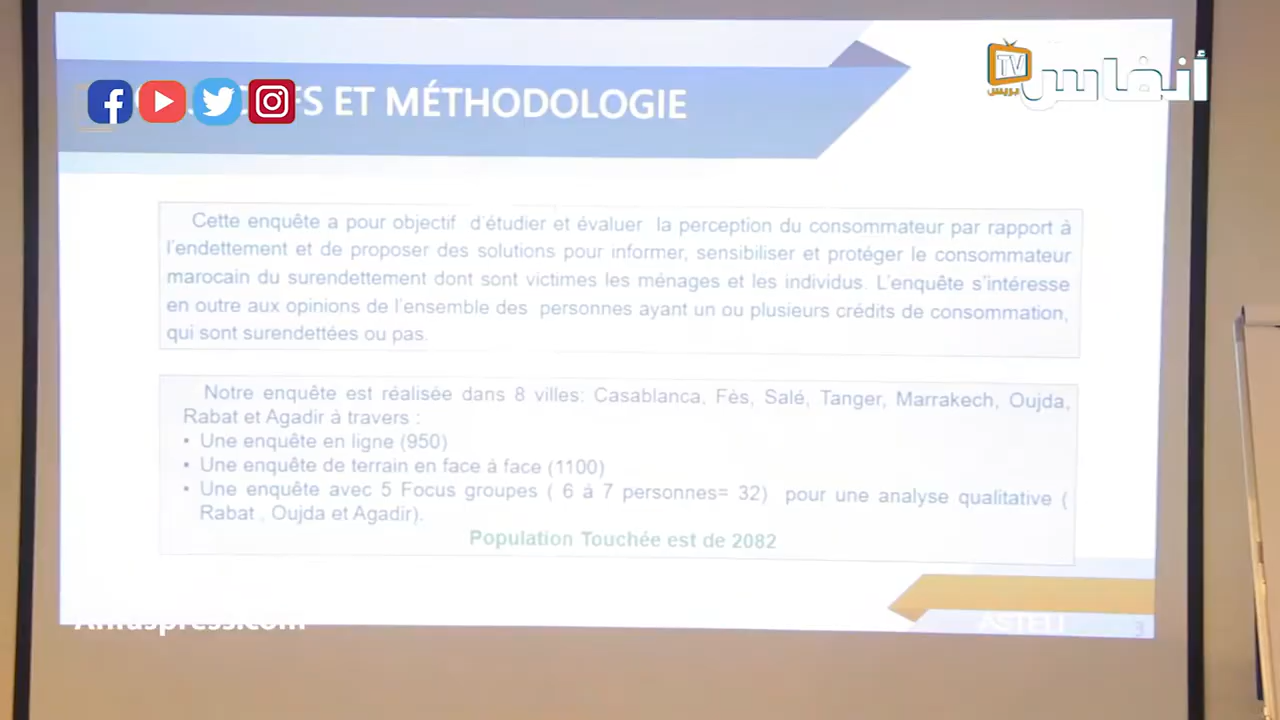 FS ET MÉTHODOLOGIE
TV
أنفاس
بريس
Cette enquête a pour objectif d'étudier et évaluer la perception du consommateur par rapport à
l'endettement et de proposer des solutions pour informer, sensibiliser et protéger le consommateur
marocain du surendettement dont sont victimes les ménages et les individus. L'enquête s'intéresse
en outre aux opinions de l'ensemble des personnes ayant un ou plusieurs crédits de consommation,
qui sont surendettées ou pas.
Notre enquête est réalisée dans 8 villes: Casablanca, Fès, Salé, Tanger, Marrakech, Oujda,
Rabat et Agadir à travers :
• Une enquête en ligne (950)
• Une enquête de terrain en face à face (1100)
• Une enquête avec 5 Focus groupes ( 6 à 7 personnes= 32) pour une analyse qualitative (
Rabat , Oujda et Agadir).
Population Touchée est de 2082
Anfaspress.com
3